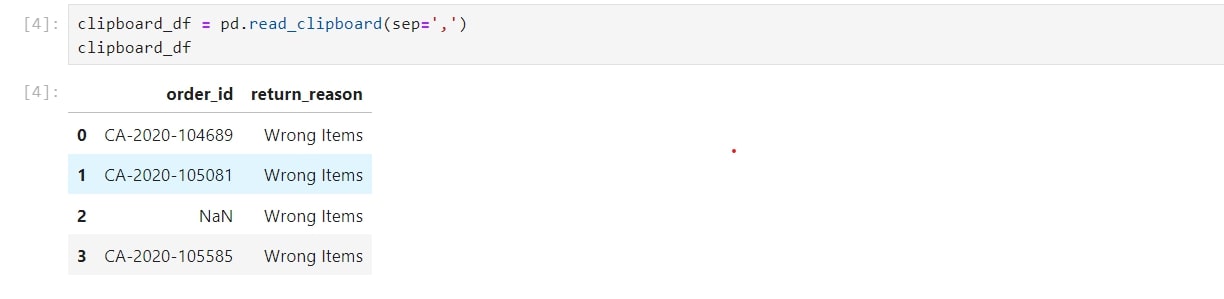 [4]: clipboard_df = pd.read_clipboard(sep=',')
clipboard_df
[4]: order_id return_reason
0 CA-2020-104689 Wrong Items
1 CA-2020-105081 Wrong Items
2 NaN Wrong Items
3 CA-2020-105585 Wrong Items